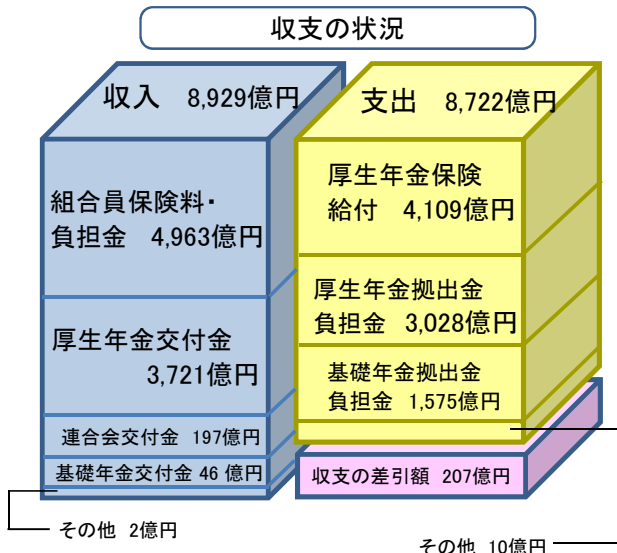 収支の状況
収入 8,929億円
組合員保険料・
負担金 4,963億円
厚生年金交付金
3,721億円
連合会交付金 197億円
基礎年金交付金 46 億円
その他 2億円
支出 8,722億円
厚生年金保険
給付 4,109億円
厚生年金拠出金
負担金 3,028億円
基礎年金拠出金
負担金 1,575億円
収支の差引額 207億円
その他 10億円